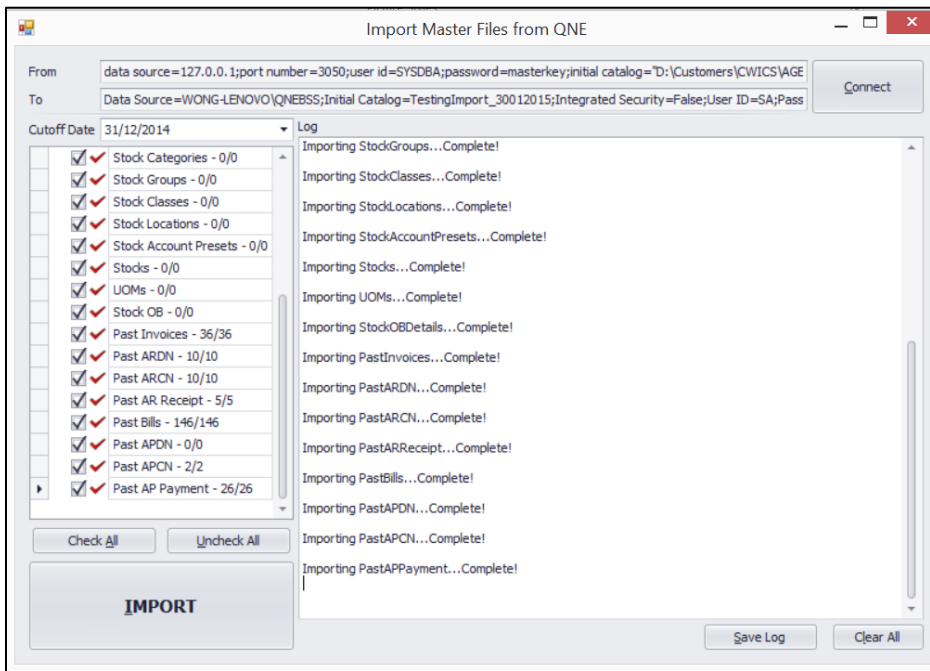 Import Master Files from QNE
From data source=127.0.0.1;port number=3050;user id=SYSDBA;password=masterkey;initial catalog="D:\Customers\CWICS\AGE
Connect
To Data Source=WONG-LENOVO\QNEBSS;Initial Catalog=TestingImport_30012015;Integrated Security=False;User ID=SA;Pass
Cutoff Date 31/12/2014
Stock Categories - 0/0
Stock Groups - 0/0
Stock Classes - 0/0
Stock Locations - 0/0
Stock Account Presets - 0/0
Stocks - 0/0
UOMs - 0/0
Stock OB - 0/0
Past Invoices - 36/36
Past ARDN - 10/10
Past ARCN - 10/10
Past AR Receipt - 5/5
Past Bills - 146/146
Past APDN - 0/0
Past APCN - 2/2
Past AP Payment - 26/26
Check All Uncheck All
IMPORT
Log
Importing StockGroups...Complete!
Importing StockClasses...Complete!
Importing StockLocations...Complete!
Importing StockAccountPresets...Complete!
Importing Stocks...Complete!
Importing UOMs...Complete!
Importing StockOBDetails...Complete!
Importing PastInvoices...Complete!
Importing PastARDN...Complete!
Importing PastARCN...Complete!
Importing PastARReceipt...Complete!
Importing PastBills...Complete!
Importing PastAPDN...Complete!
Importing PastAPCN...Complete!
Importing PastAPPayment...Complete!
Save Log Clear All